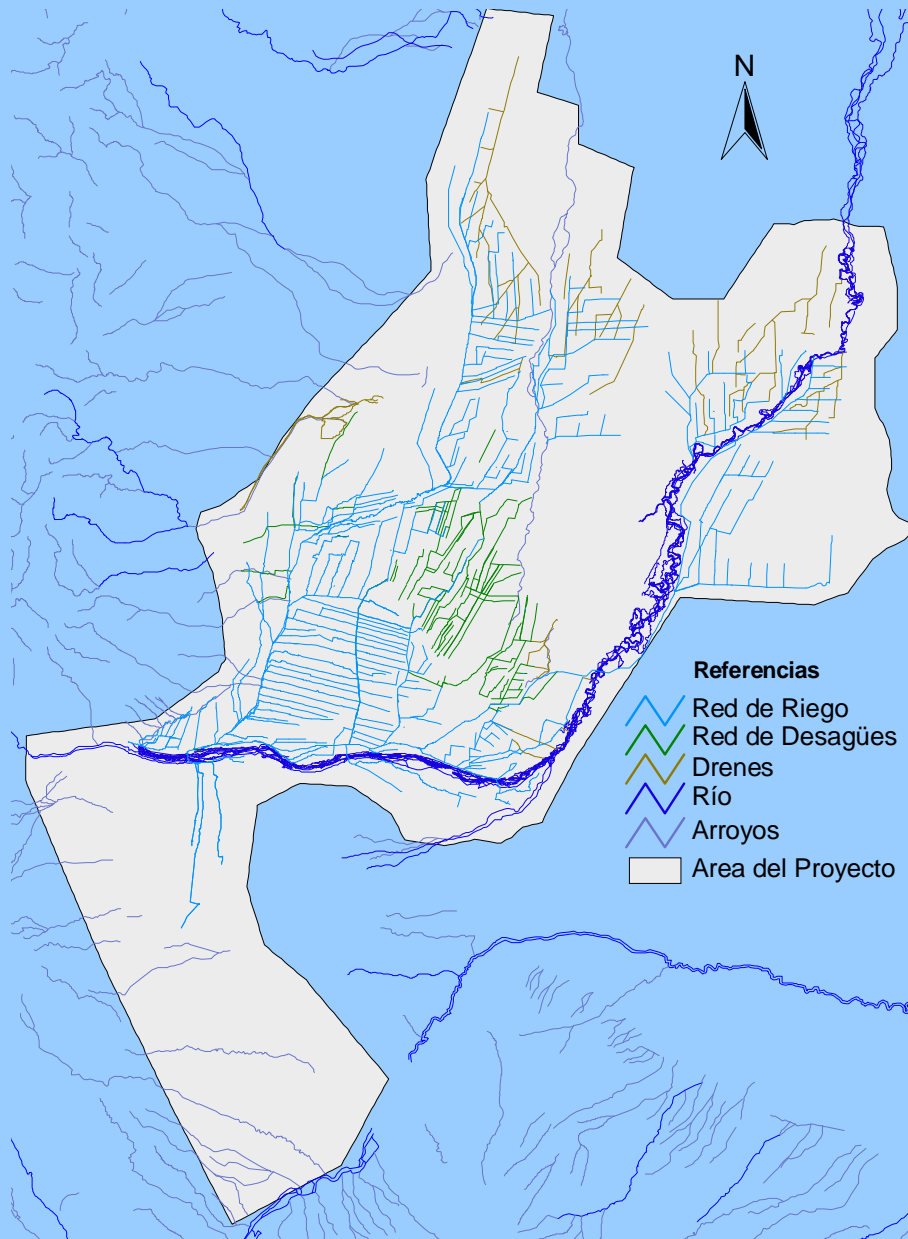 N
Referencias
Red de Riego
Red de Desagües
Drenes
Río
Arroyos
Area del Proyecto